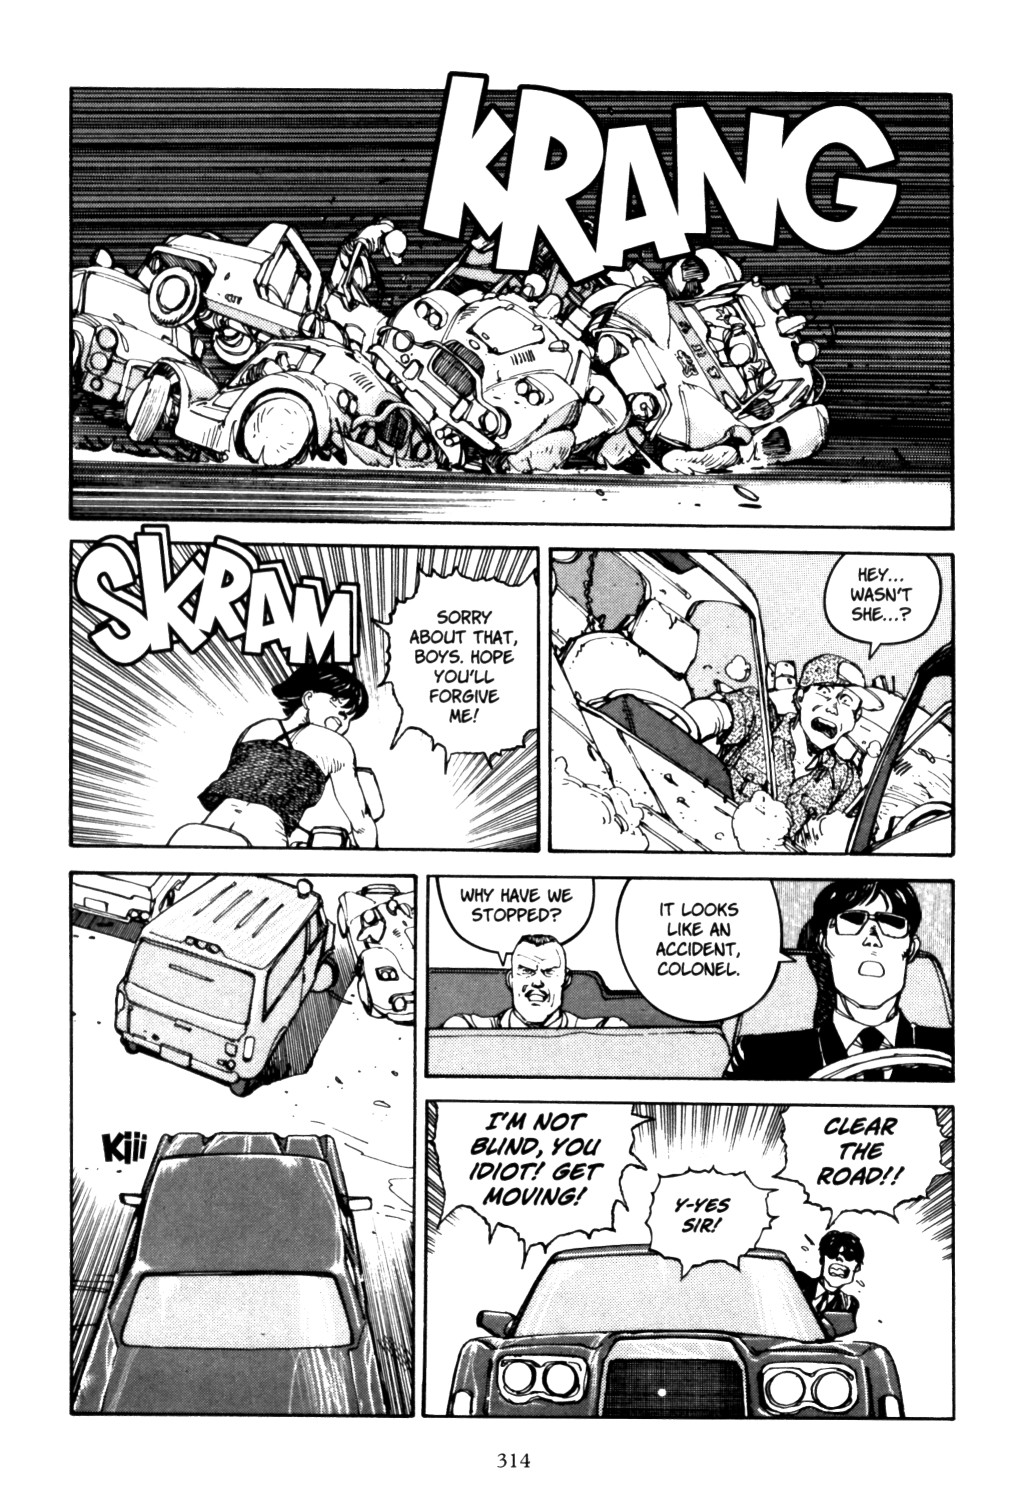 KRANG
SKRAM
SORRY
ABOUT THAT,
BOYS. HOPE
YOU'LL
FORGIVE
ME!
HEY...
WASN'T
SHE...?
Kiii
WHY HAVE WE
STOPPED?
IT LOOKS
LIKE AN
ACCIDENT,
COLONEL.
I'M NOT
BLIND, YOU
IDIOT! GET
MOVING!
Y-YES
SIR!
CLEAR
THE
ROAD!!
314